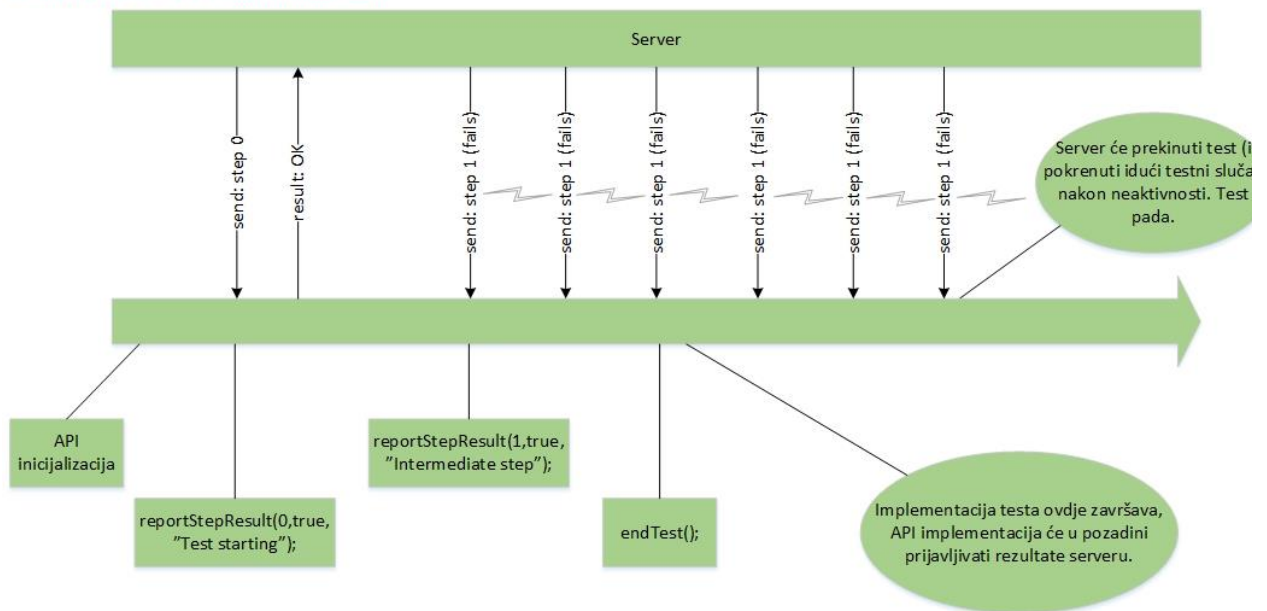 Server
send: step 0
result: OK
send: step 1 (fails)
send: step 1 (fails)
send: step 1 (fails)
send: step 1 (fails)
send: step 1 (fails)
send: step 1 (fails)
Server će prekinuti test (i
pokrenuti idući testni sluča
nakon neaktivnosti. Test
pada.
API
inicijalizacija
reportStepResult(0,true,
"Test starting");
reportStepResult(1,true,
"Intermediate step");
endTest();
Implementacija testa ovdje završava,
API implementacija će u pozadini
prijavljivati rezultate serveru.